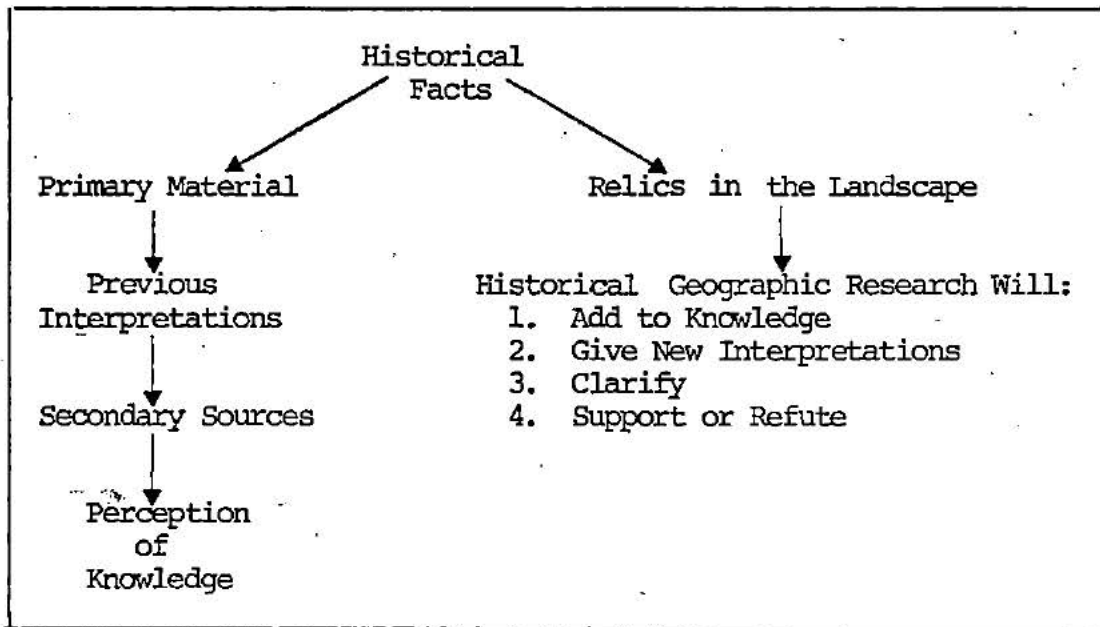 Historical
Facts
Primary Material
Relics in the Landscape
Previous
Interpretations
Historical Geographic Research Will:
1. Add to Knowledge
2. Give New Interpretations
3. Clarify
4. Support or Refute
Secondary Sources
Perception
of
Knowledge